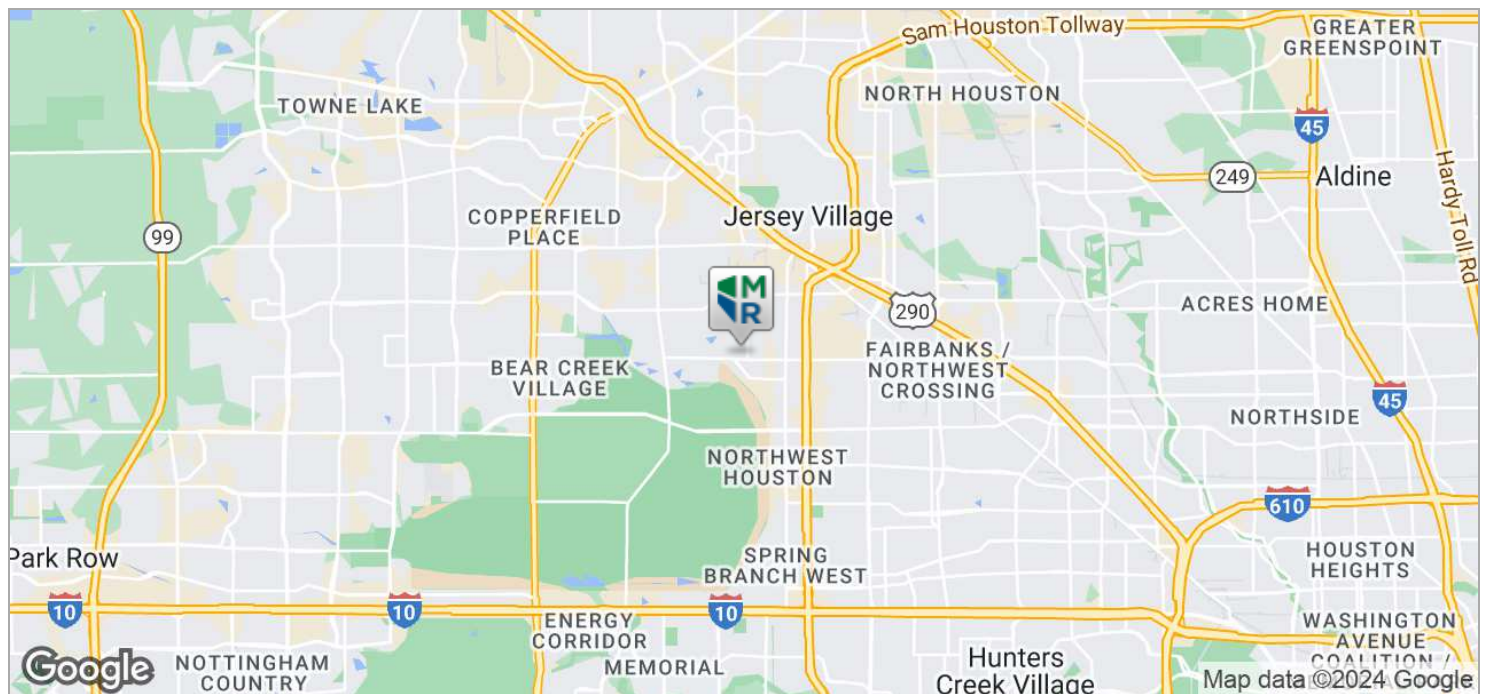 Sam Houston Tollway
GREATER
GREENSPOINT
TOWNE LAKE
NORTH HOUSTON
45
249
Aldine
Hardy Toll Rd
COPPERFIELD
PLACE
Jersey Village
99
M
R
290
ACRES HOME
BEAR CREEK
VILLAGE
FAIRBANKS /
NORTHWEST
CROSSING
45
NORTHSIDE
NORTHWEST
HOUSTON
610
Park Row
SPRING
BRANCH WEST
HOUSTON
HEIGHTS
10
10
10
ENERGY
CORRIDOR
WASHINGTON
AVENUE
COALITION /
Google
NOTTINGHAM
COUNTRY
MEMORIAL
Hunters
Creek Village
Map data ©2024 Google